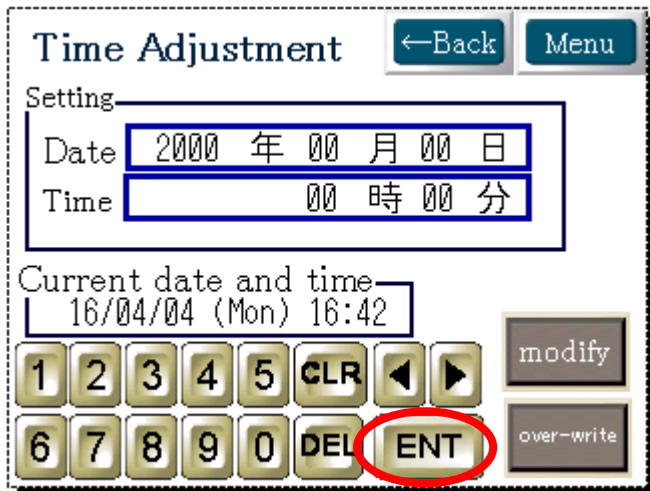 Time Adjustment ←Back Menu
Setting
Date 2000 年 00 月 00 日
Time 00 時 00 分
Current date and time
16/04/04 (Mon) 16:42
1 2 3 4 5 CLR ◀ ▶ modify
6 7 8 9 0 DEL ENT over-write